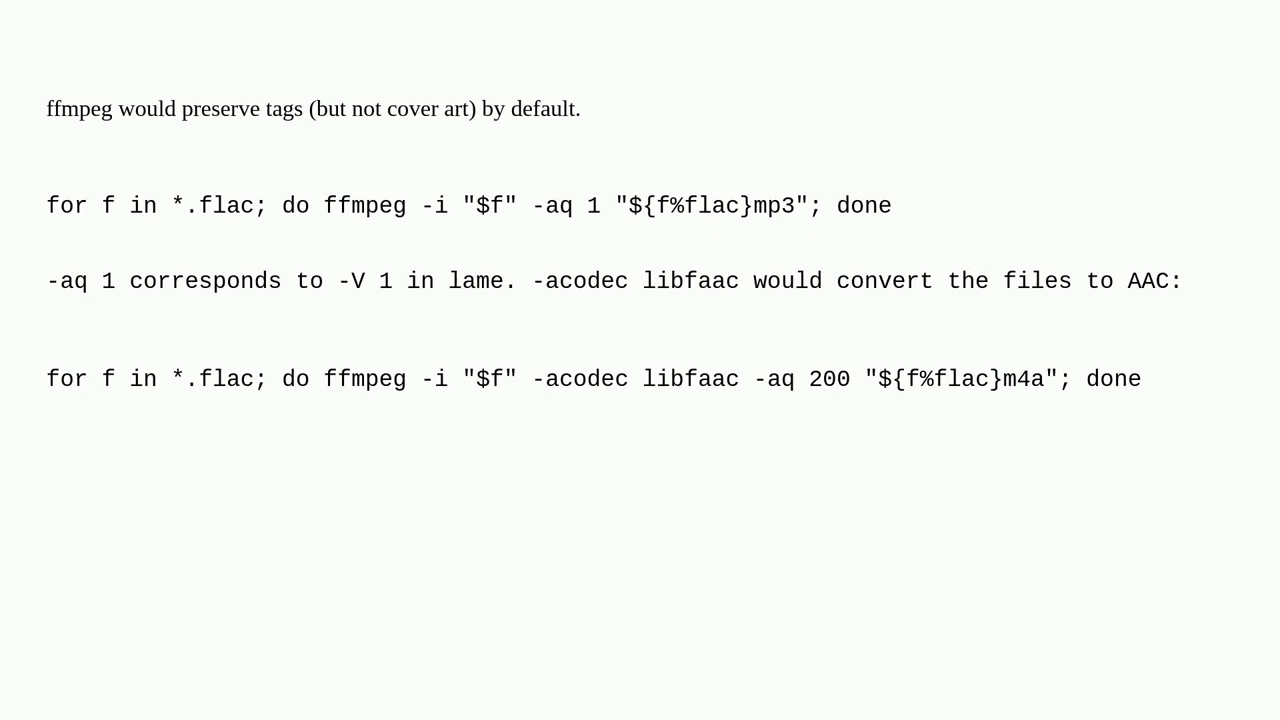 ffmpeg would preserve tags (but not cover art) by default.
for f in *.flac; do ffmpeg -i "$f" -aq 1 "${f%flac}mp3"; done
-aq 1 corresponds to -V 1 in lame. -acodec libfaac would convert the files to AAC:
for f in *.flac; do ffmpeg -i "$f" -acodec libfaac -aq 200 "${f%flac}m4a"; done